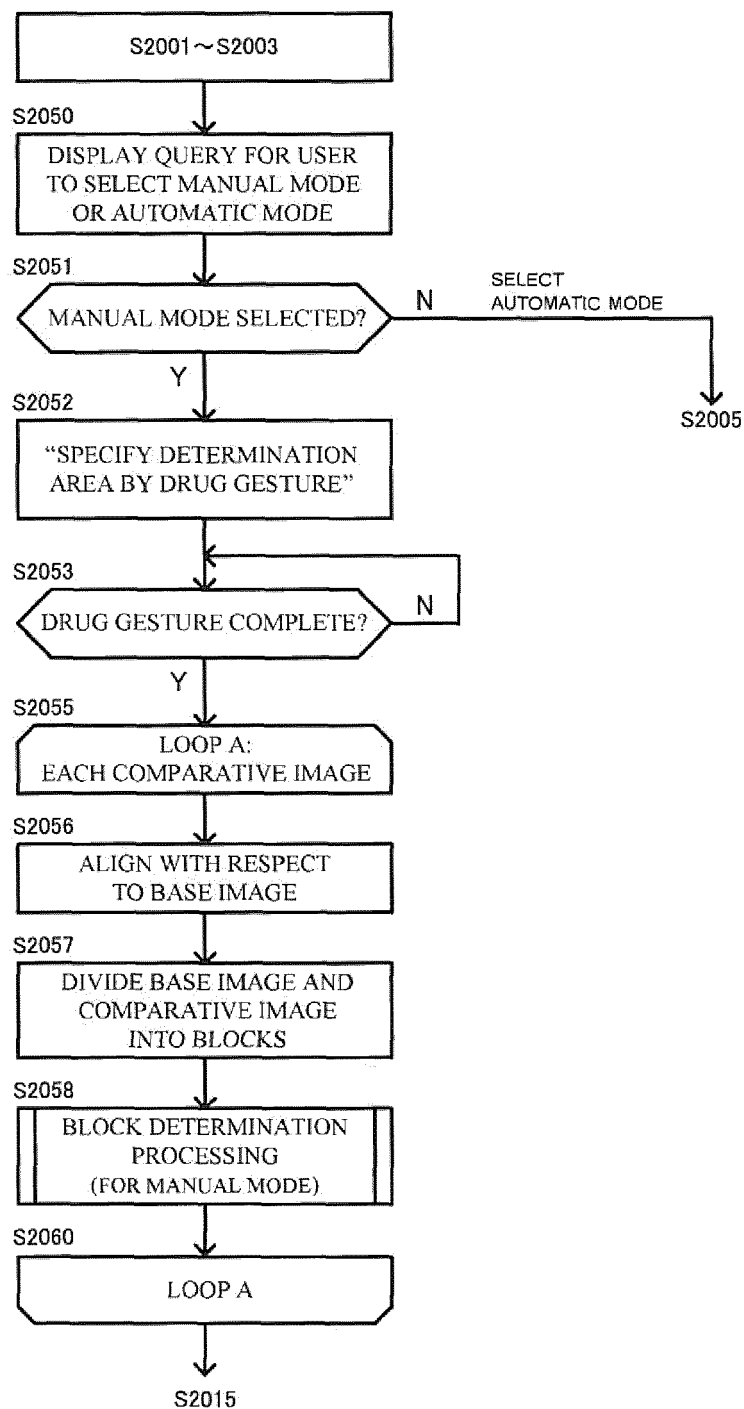 S2001～S2003
S2050
DISPLAY QUERY FOR USER
TO SELECT MANUAL MODE
OR AUTOMATIC MODE
S2051
MANUAL MODE SELECTED?
N
SELECT
AUTOMATIC MODE
Y
S2005
S2052
“SPECIFY DETERMINATION
AREA BY DRUG GESTURE”
S2053
DRUG GESTURE COMPLETE?
N
Y
S2055
LOOP A:
EACH COMPARATIVE IMAGE
S2056
ALIGN WITH RESPECT
TO BASE IMAGE
S2057
DIVIDE BASE IMAGE AND
COMPARATIVE IMAGE
INTO BLOCKS
S2058
BLOCK DETERMINATION
PROCESSING
(FOR MANUAL MODE)
S2060
LOOP A
S2015